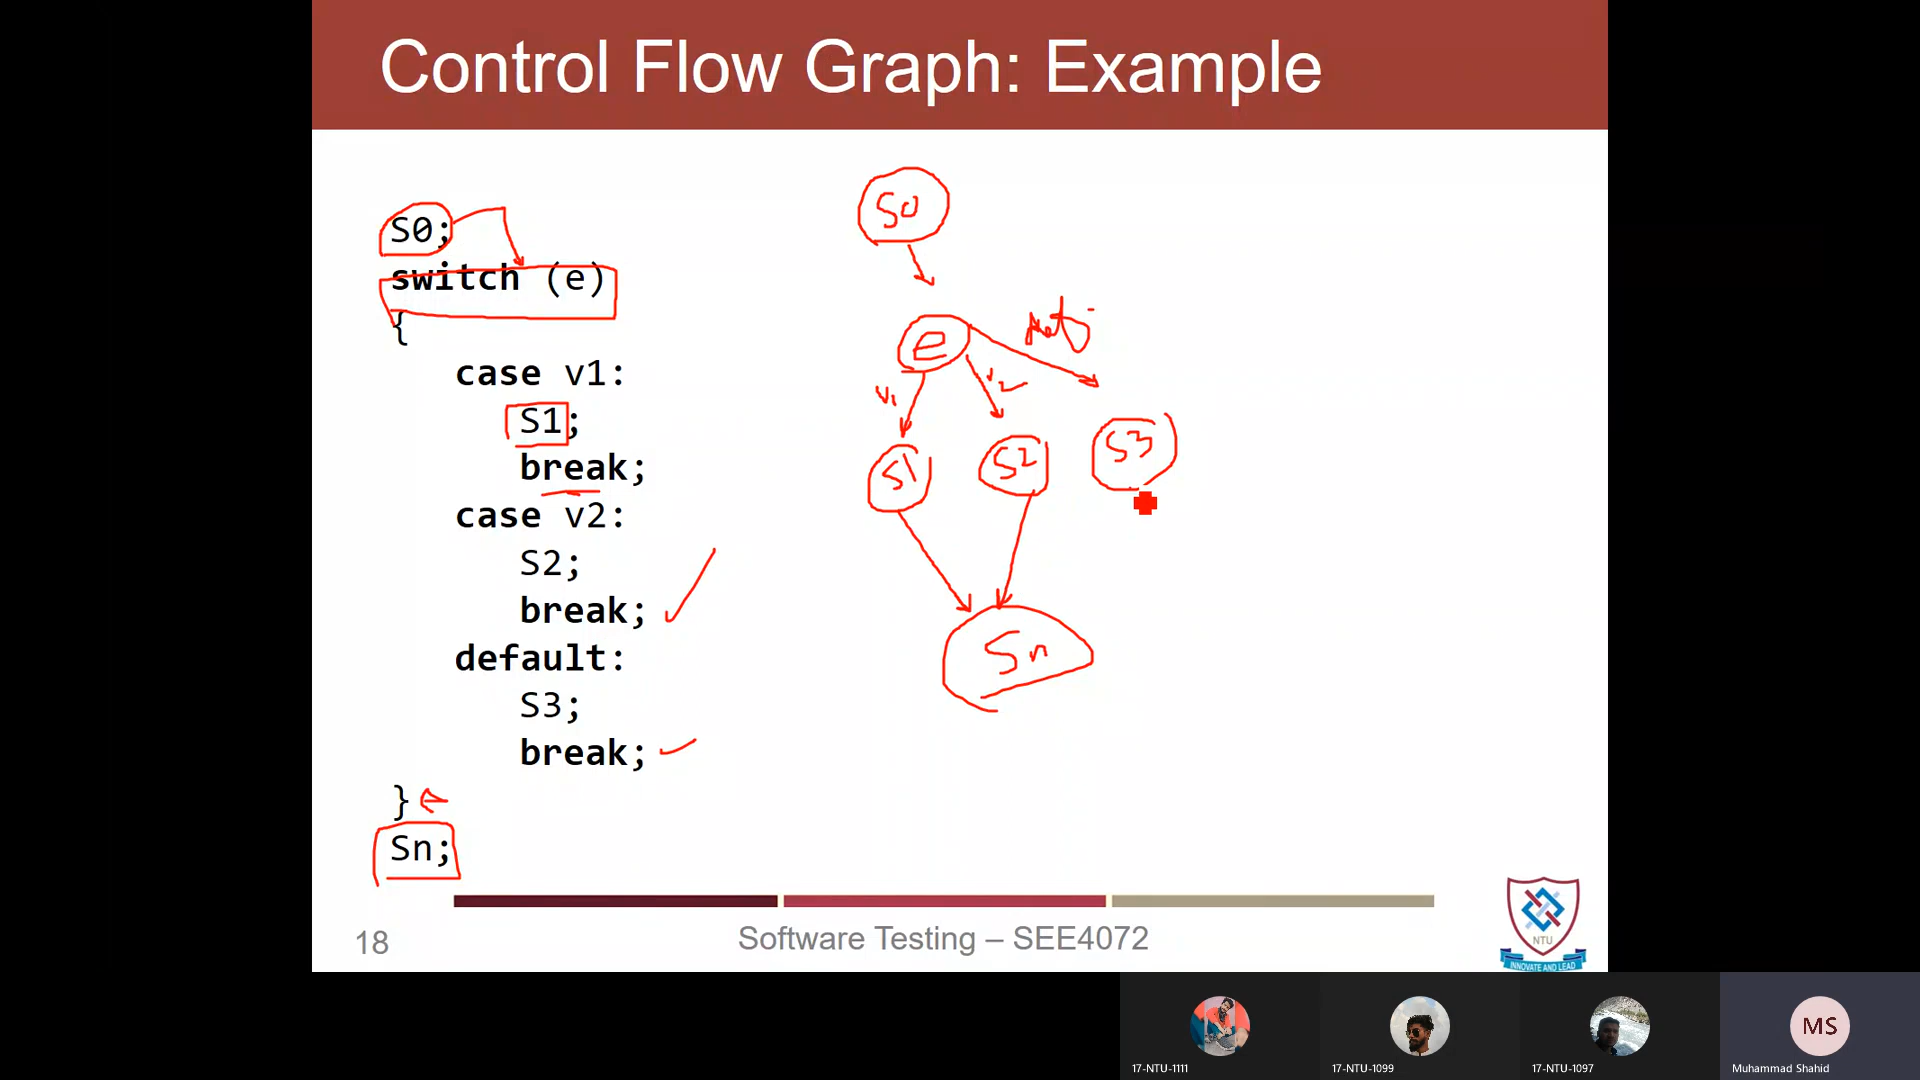 Control Flow Graph: Example
S0;
switch (e)
{
case v1:
S1;
break;
case v2:
S2;
break;
default:
S3;
break;
}
Sn;
S0
e
V1
V2
S1
S2
S3
Sn
18
Software Testing – SEE4072
NTU
INNOVATE AND LEAD
17-NTU-1111
17-NTU-1099
17-NTU-1097
MS
Muhammad Shahid